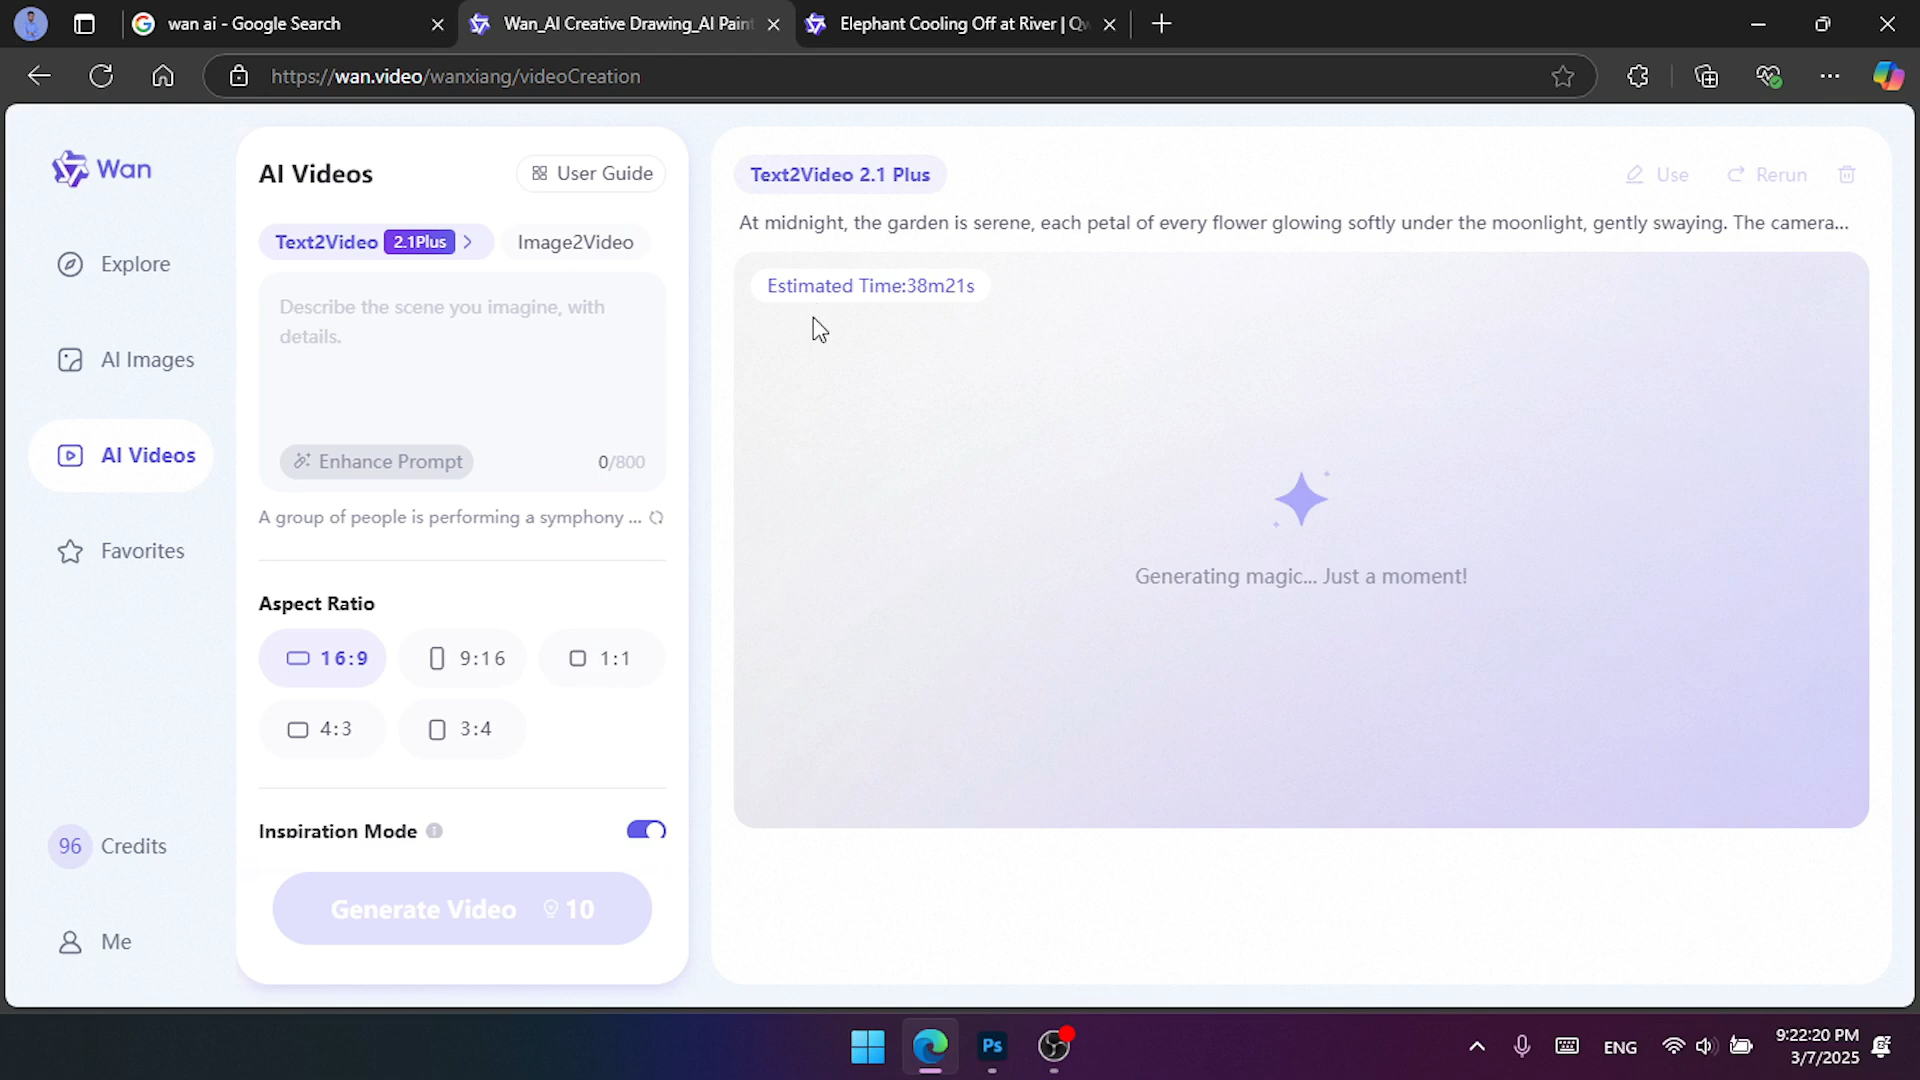 wan ai - Google Search
Wan_AI Creative Drawing_AI Pain
Elephant Cooling Off at River | Qw
https://wan.video/wanxiang/videoCreation
Wan
Explore
AI Images
AI Videos
Favorites
96 Credits
Me
AI Videos
User Guide
Text2Video 2.1Plus
Image2Video
Describe the scene you imagine, with
details.
Enhance Prompt
0/800
A group of people is performing a symphony ...
Aspect Ratio
16:9
9:16
1:1
4:3
3:4
Inspiration Mode
Generate Video 10
Text2Video 2.1 Plus
Use
Rerun
At midnight, the garden is serene, each petal of every flower glowing softly under the moonlight, gently swaying. The camera...
Estimated Time:38m21s
Generating magic... Just a moment!
Ps
ENG
9:22:20 PM
3/7/2025